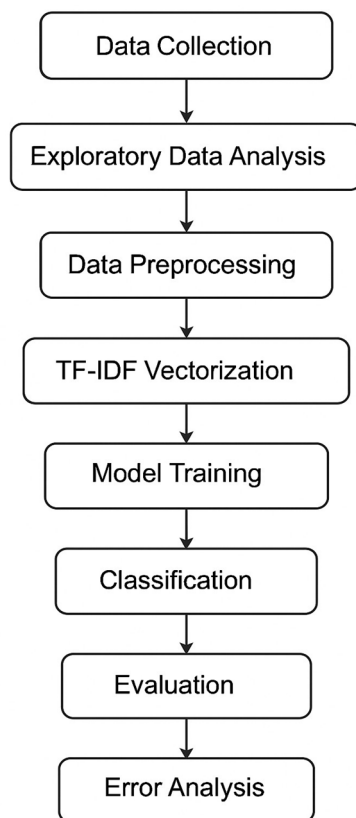 Data Collection
Exploratory Data Analysis
Data Preprocessing
TF-IDF Vectorization
Model Training
Classification
Evaluation
Error Analysis